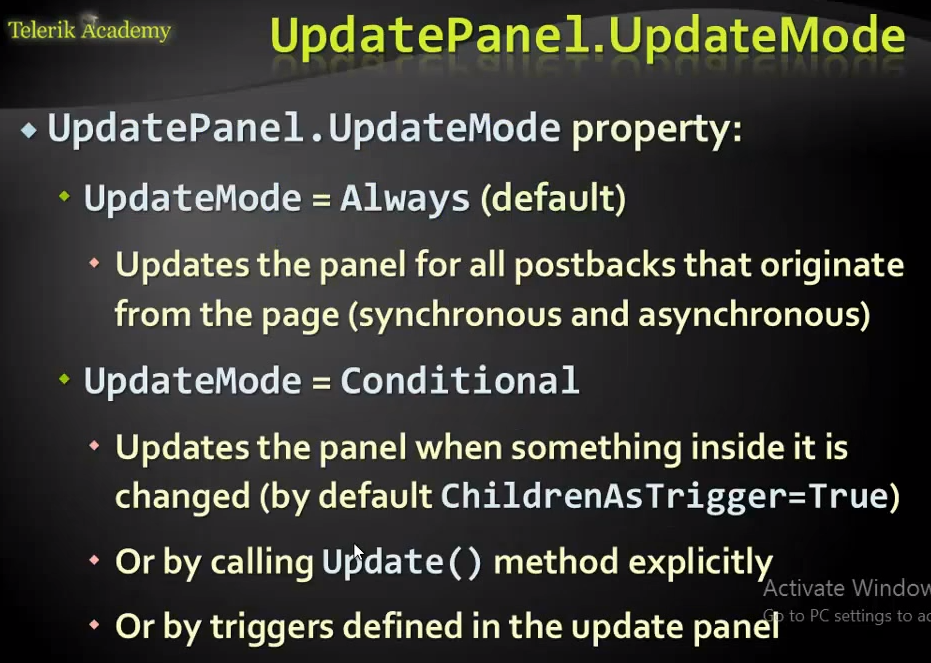 Telerik Academy
UpdatePanel.UpdateMode
UpdatePanel.UpdateMode property:
UpdateMode = Always (default)
Updates the panel for all postbacks that originate
from the page (synchronous and asynchronous)
UpdateMode = Conditional
Updates the panel when something inside it is
changed (by default ChildrenAsTrigger=True)
Or by calling Update() method explicitly
Activate Window
Go to PC settings to ac
Or by triggers defined in the update panel